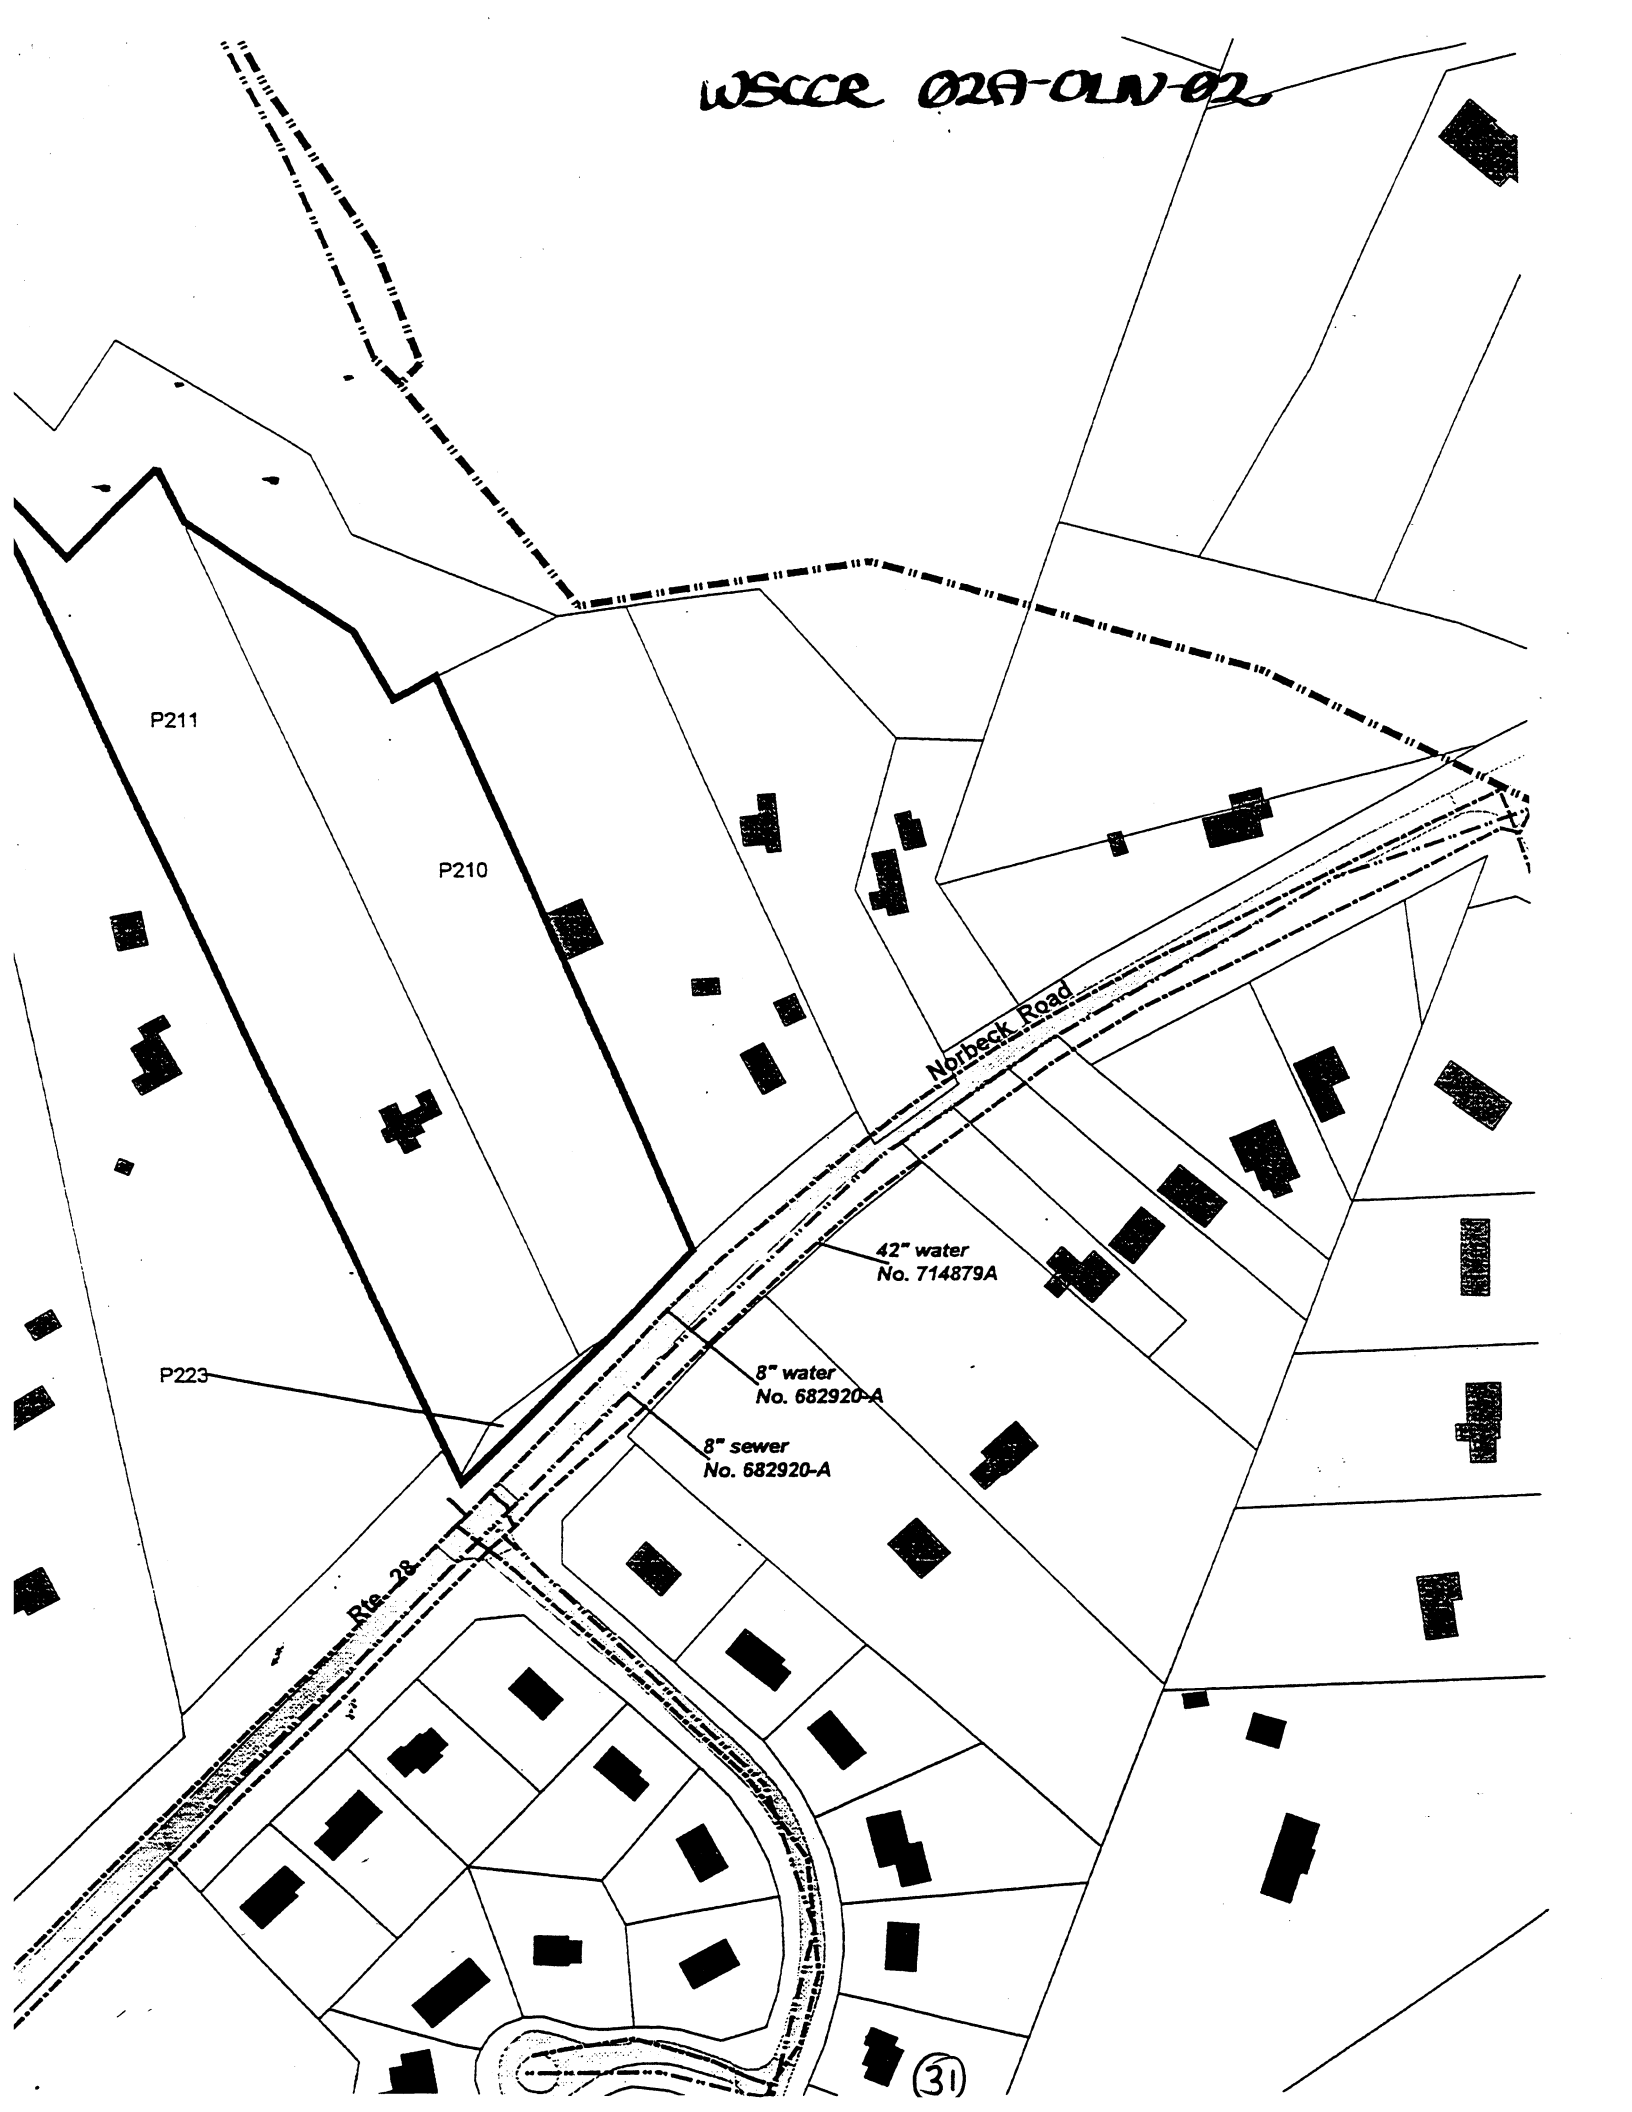 WSCCR 02A-OLN-02
P211
P210
Norbeck Road
42" water
No. 714879A
P223
8" water
No. 682920-A
8" sewer
No. 682920-A
Rte. 28
31